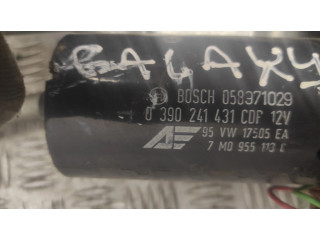 GALAXY
BOSCH 058371029
0 390 241 431 CDP 12V
95 VW 17505 EA
7 M0 955 113 C